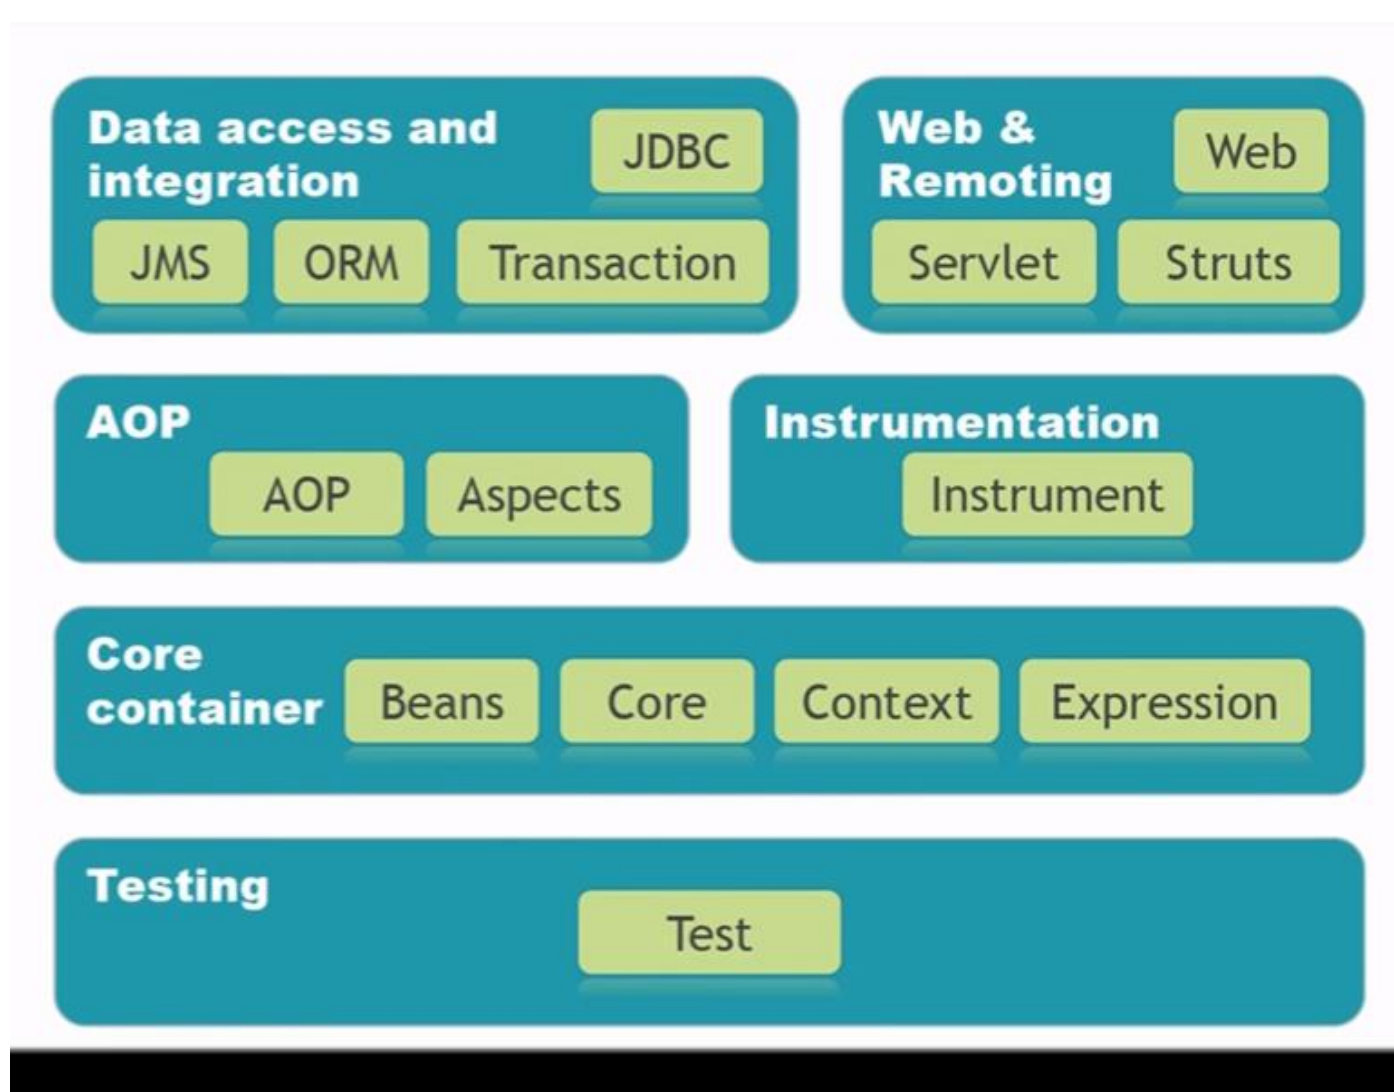 Data access and
integration
JDBC
JMS ORM Transaction
Web &
Remoting
Web
Servlet Struts
AOP
AOP Aspects
Instrumentation
Instrument
Core
container
Beans Core Context Expression
Testing
Test